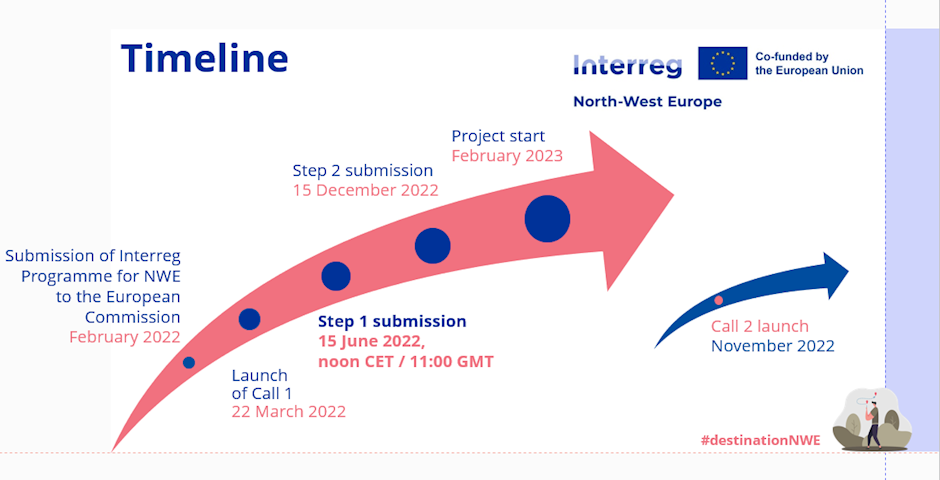 Timeline
Interreg
Co-funded by
the European Union
North-West Europe
Project start
February 2023
Step 2 submission
15 December 2022
Submission of Interreg
Programme for NWE
to the European
Commission
February 2022
Step 1 submission
15 June 2022,
noon CET / 11:00 GMT
Launch
of Call 1
22 March 2022
Call 2 launch
November 2022
#destinationNWE